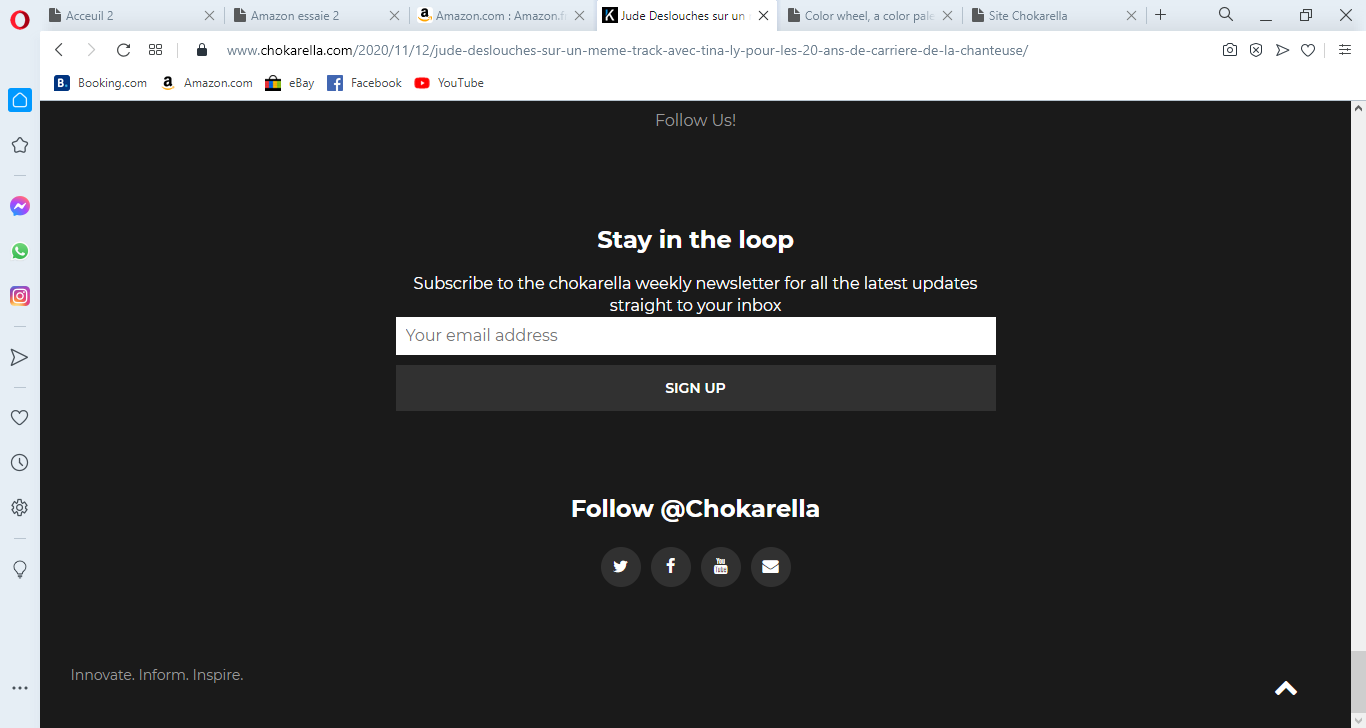 Acceuil 2
Amazon essaie 2
Amazon.com : Amazon.f
Jude Deslouches sur un
Color wheel, a color pale
Site Chokarella
www.chokarella.com/2020/11/12/jude-deslouches-sur-un-meme-track-avec-tina-ly-pour-les-20-ans-de-carriere-de-la-chanteuse/
B. Booking.com
a Amazon.com
eBay
Facebook
YouTube
Follow Us!
Stay in the loop
Subscribe to the chokarella weekly newsletter for all the latest updates
straight to your inbox
Your email address
SIGN UP
Follow @Chokarella
You Tube
Innovate. Inform. Inspire.